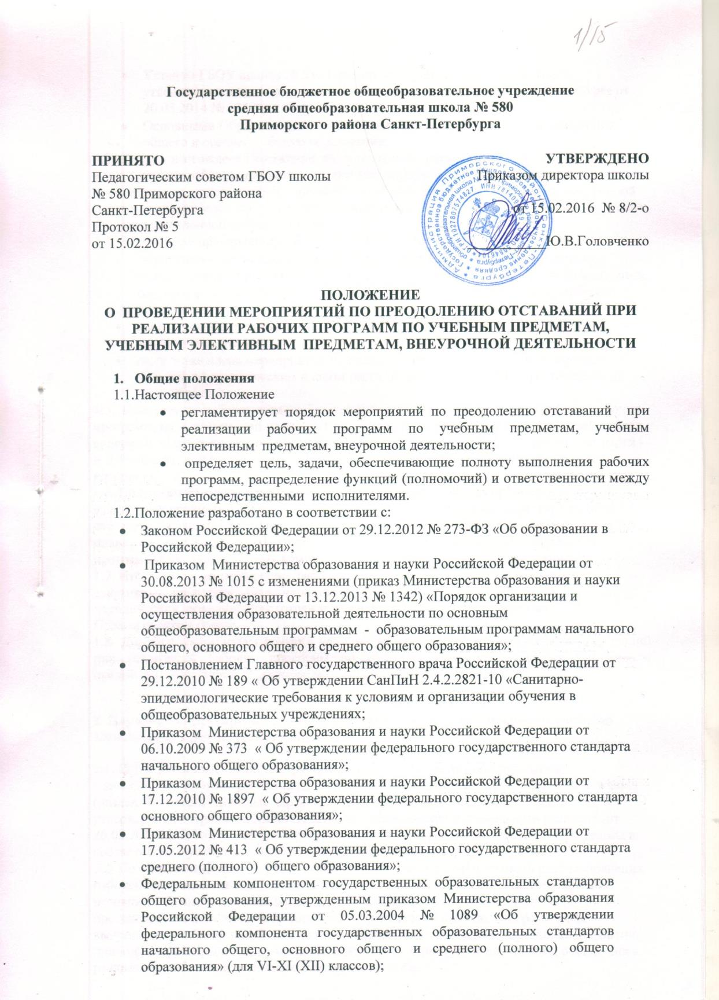 1/15
Государственное бюджетное общеобразовательное учреждение
средняя общеобразовательная школа № 580
Приморского района Санкт-Петербурга
ПРИНЯТО
Педагогическим советом ГБОУ школы
№ 580 Приморского района
Санкт-Петербурга
Протокол № 5
от 15.02.2016
УТВЕРЖДЕНО
Приказом директора школы
от 15.02.2016 № 8/2-о
Ю.В.Головченко
ПОЛОЖЕНИЕ
О ПРОВЕДЕНИИ МЕРОПРИЯТИЙ ПО ПРЕОДОЛЕНИЮ ОТСТАВАНИЙ ПРИ
РЕАЛИЗАЦИИ РАБОЧИХ ПРОГРАММ ПО УЧЕБНЫМ ПРЕДМЕТАМ,
УЧЕБНЫМ ЭЛЕКТИВНЫМ ПРЕДМЕТАМ, ВНЕУРОЧНОЙ ДЕЯТЕЛЬНОСТИ
1. Общие положения
1.1.Настоящее Положение
• регламентирует порядок мероприятий по преодолению отставаний при
реализации рабочих программ по учебным предметам, учебным
элективным предметам, внеурочной деятельности;
• определяет цель, задачи, обеспечивающие полноту выполнения рабочих
программ, распределение функций (полномочий) и ответственности между
непосредственными исполнителями.
1.2.Положение разработано в соответствии с:
• Законом Российской Федерации от 29.12.2012 № 273-ФЗ «Об образовании в
Российской Федерации»;
• Приказом Министерства образования и науки Российской Федерации от
30.08.2013 № 1015 с изменениями (приказ Министерства образования и науки
Российской Федерации от 13.12.2013 № 1342) «Порядок организации и
осуществления образовательной деятельности по основным
общеобразовательным программам - образовательным программам начального
общего, основного общего и среднего общего образования»;
• Постановлением Главного государственного врача Российской Федерации от
29.12.2010 № 189 « Об утверждении СанПиН 2.4.2.2821-10 «Санитарно-
эпидемиологические требования к условиям и организации обучения в
общеобразовательных учреждениях;
• Приказом Министерства образования и науки Российской Федерации от
06.10.2009 № 373 « Об утверждении федерального государственного стандарта
начального общего образования»;
• Приказом Министерства образования и науки Российской Федерации от
17.12.2010 № 1897 « Об утверждении федерального государственного стандарта
основного общего образования»;
• Приказом Министерства образования и науки Российской Федерации от
17.05.2012 № 413 « Об утверждении федерального государственного стандарта
среднего (полного) общего образования»;
• Федеральным компонентом государственных образовательных стандартов
общего образования, утвержденным приказом Министерства образования
Российской Федерации от 05.03.2004 № 1089 «Об утверждении
федерального компонента государственных образовательных стандартов
начального общего, основного общего и среднего (полного) общего
образования» (для VI-XI (XII) классов);